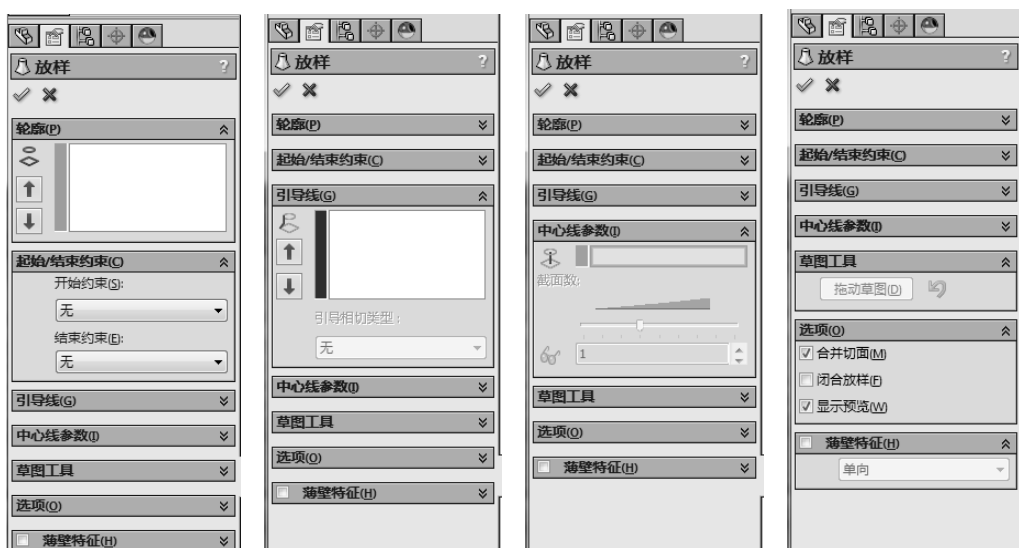 放样
?
轮廓(P)
起始/结束约束(C)
开始约束(S):
无
结束约束(E):
无
引导线(G)
中心线参数(I)
草图工具
选项(O)
薄壁特征(H)
放样
?
轮廓(P)
起始/结束约束(C)
引导线(G)
引导相切类型:
无
中心线参数(I)
草图工具
选项(O)
薄壁特征(H)
放样
?
轮廓(P)
起始/结束约束(C)
引导线(G)
中心线参数(I)
截面数:
1
草图工具
选项(O)
薄壁特征(H)
放样
?
轮廓(P)
起始/结束约束(C)
引导线(G)
中心线参数(I)
草图工具
拖动草图(D)
选项(O)
合并切面(M)
闭合放样(F)
显示预览(W)
薄壁特征(H)
单向